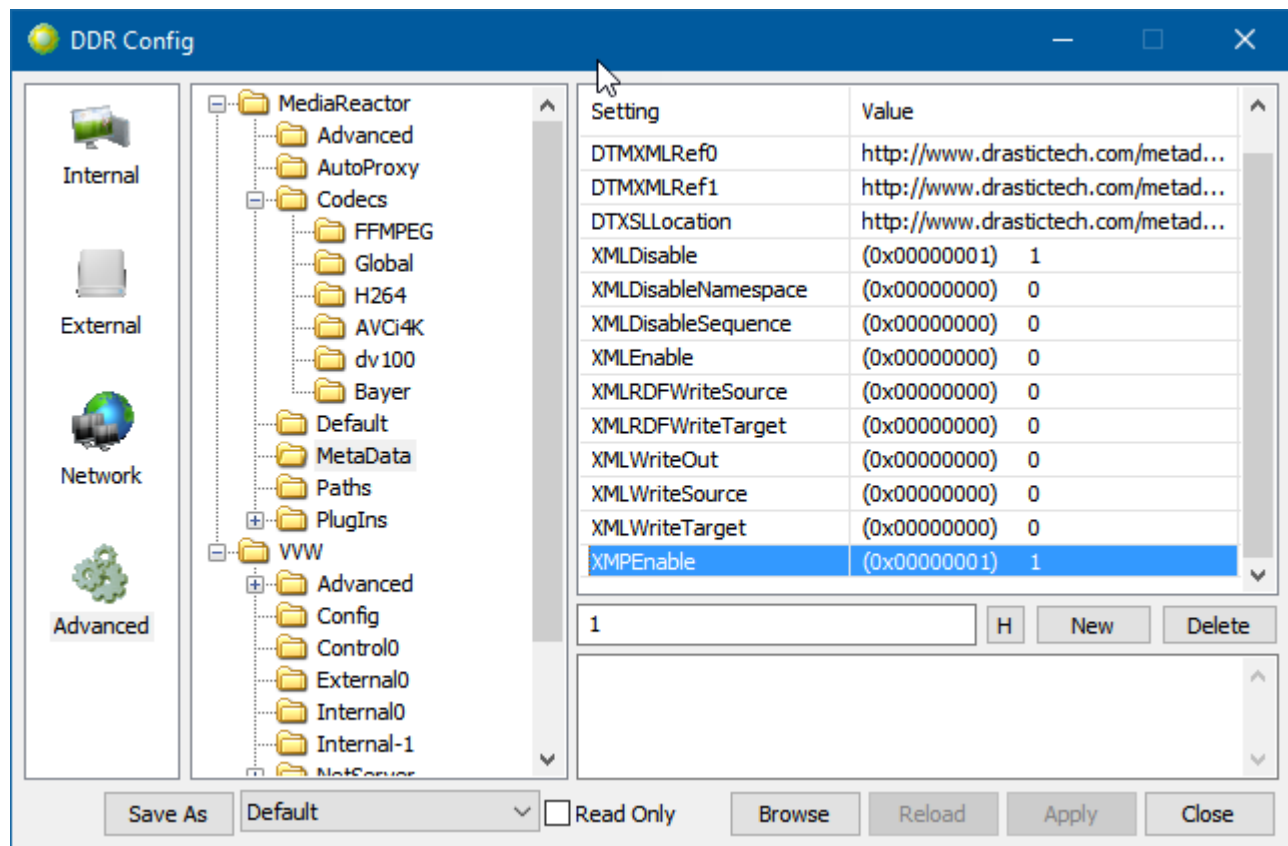 DDR Config
Internal
External
Network
Advanced
MediaReactor
Advanced
AutoProxy
Codecs
FFMPEG
Global
H264
AVCi4K
dv100
Bayer
Default
MetaData
Paths
PlugIns
VVW
Advanced
Config
Control0
External0
Internal0
Internal-1
NetServer
Setting Value
DTMXMLRef0 http://www.drastictech.com/metad...
DTMXMLRef1 http://www.drastictech.com/metad...
DTXSLLocation http://www.drastictech.com/metad...
XMLDisable (0x00000001) 1
XMLDisableNamespace (0x00000000) 0
XMLDisableSequence (0x00000000) 0
XMLEnable (0x00000000) 0
XMLRDFWriteSource (0x00000000) 0
XMLRDFWriteTarget (0x00000000) 0
XMLWriteOut (0x00000000) 0
XMLWriteSource (0x00000000) 0
XMLWriteTarget (0x00000000) 0
XMPEnable (0x00000001) 1
1 H New Delete
Save As Default Read Only Browse Reload Apply Close